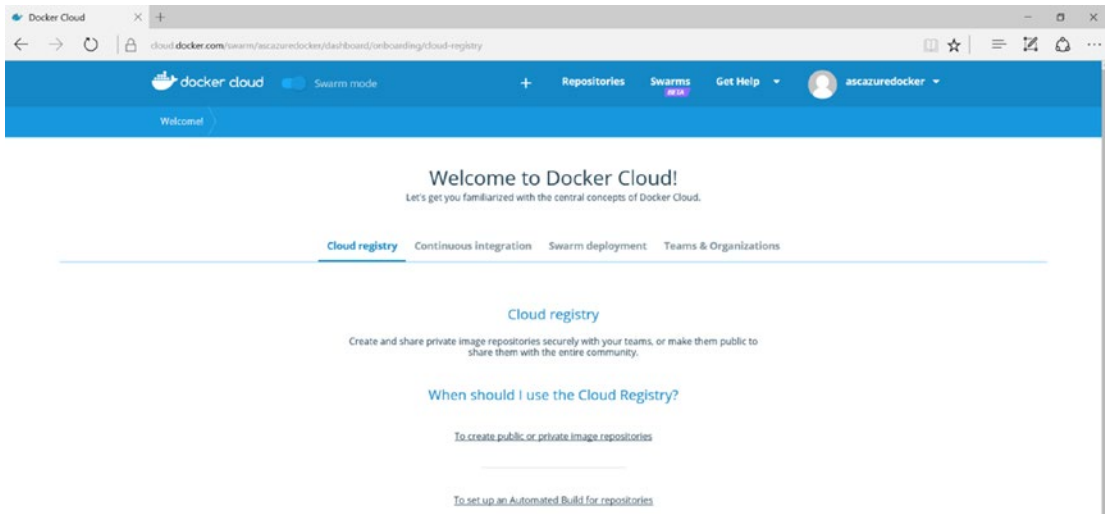 Docker Cloud
cloud.docker.com/swarm/ascazuredocker/dashboard/onboarding/cloud-registry
docker cloud Swarm mode + Repositories Swarms BETA Get Help ascazuredocker
Welcome!
Welcome to Docker Cloud!
Let's get you familiarized with the central concepts of Docker Cloud.
Cloud registry Continuous integration Swarm deployment Teams & Organizations
Cloud registry
Create and share private image repositories securely with your teams, or make them public to
share them with the entire community.
When should I use the Cloud Registry?
To create public or private image repositories
To set up an Automated Build for repositories